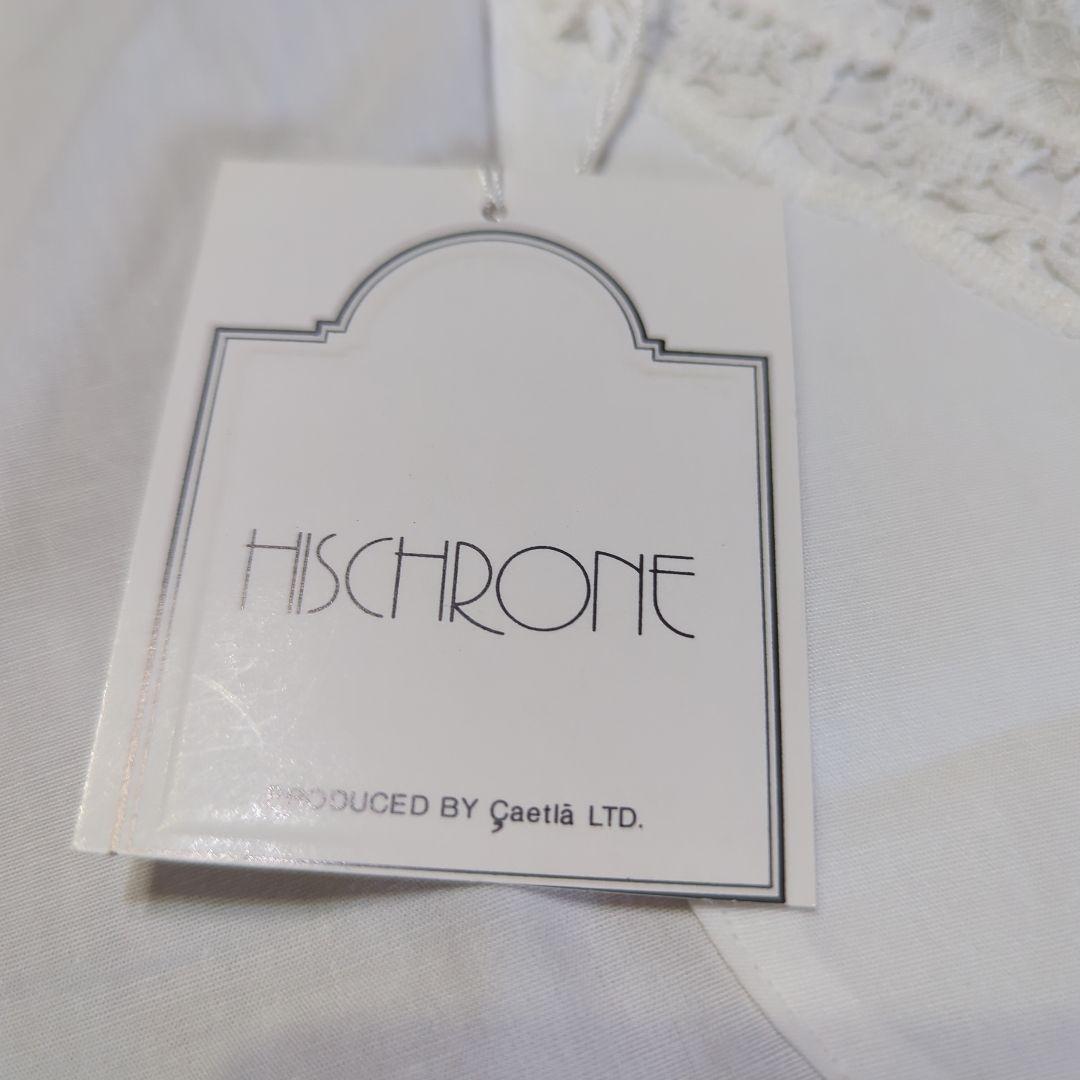 HISCHRONE
PRODUCED BY Çaetlā LTD.